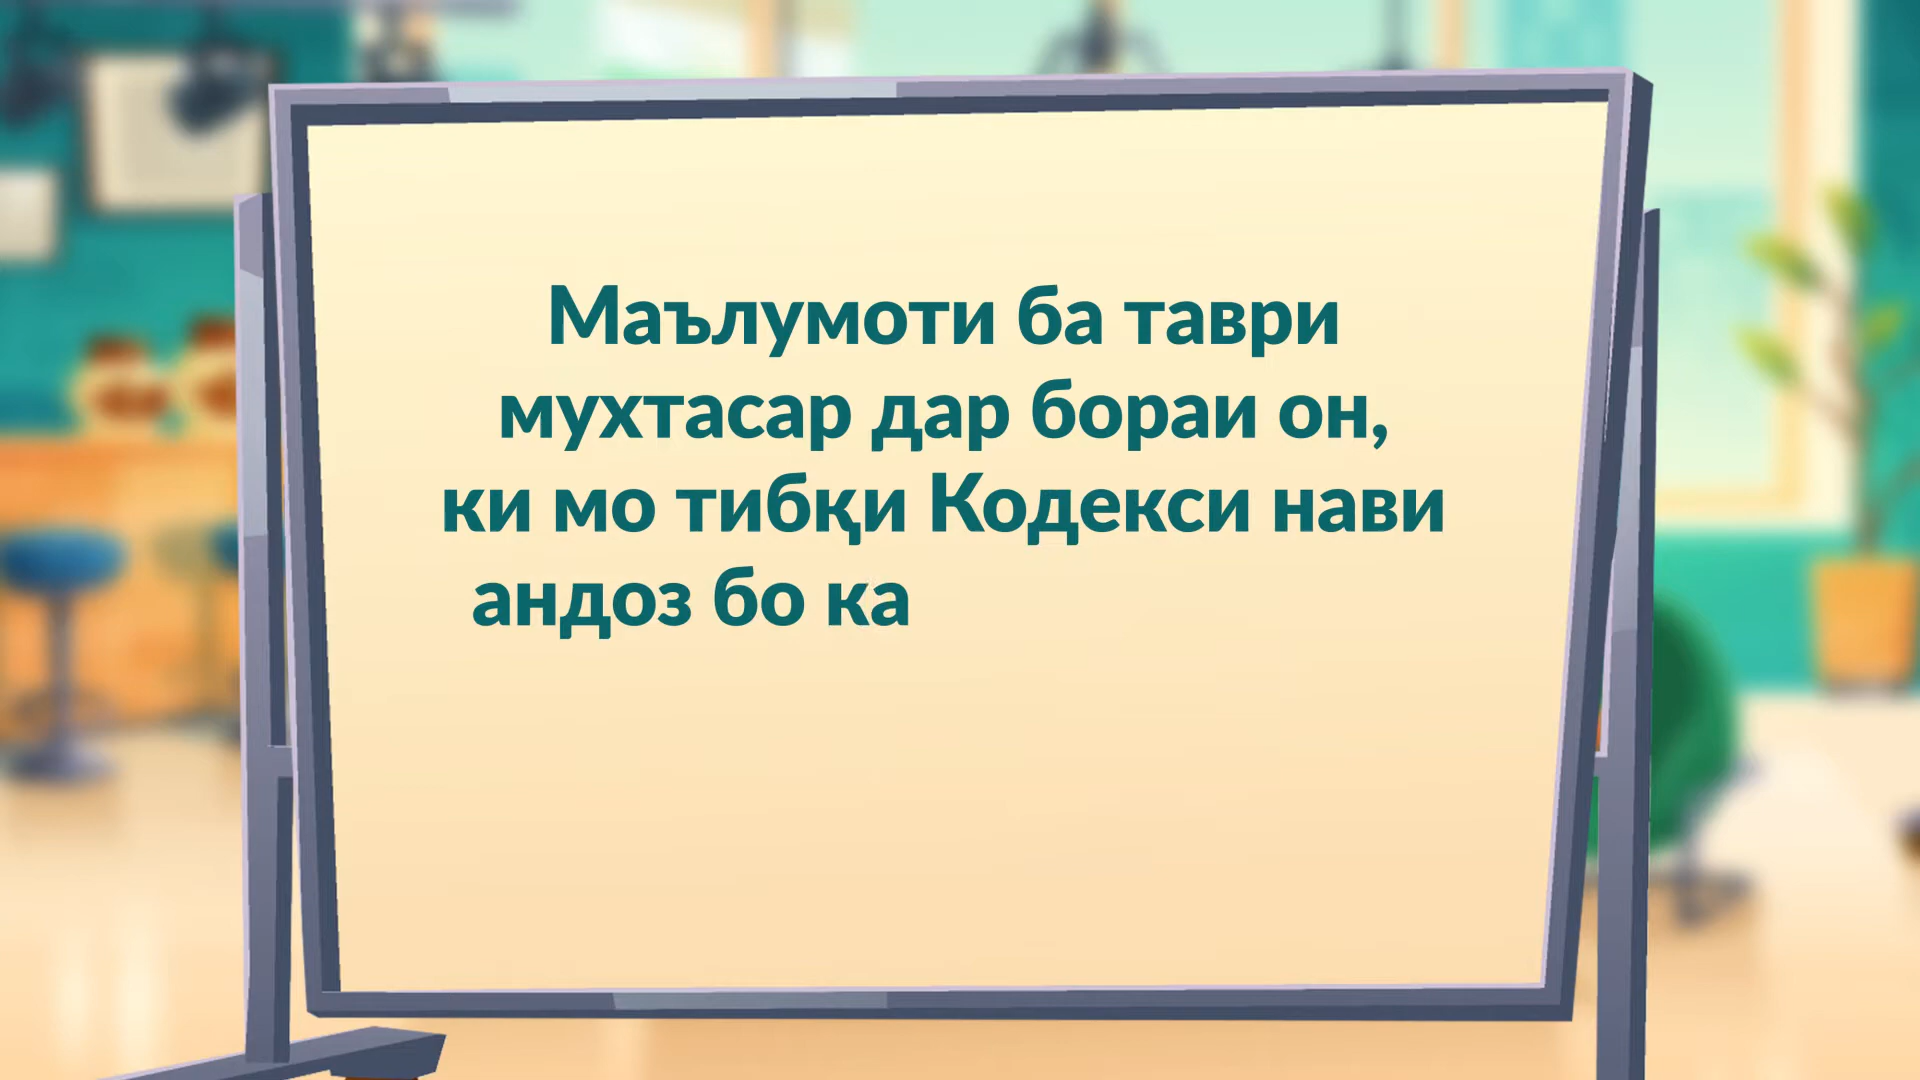 Маълумоти ба таври
мухтасар дар бораи он,
ки мо тибқи Кодекси нави
андоз бо ка